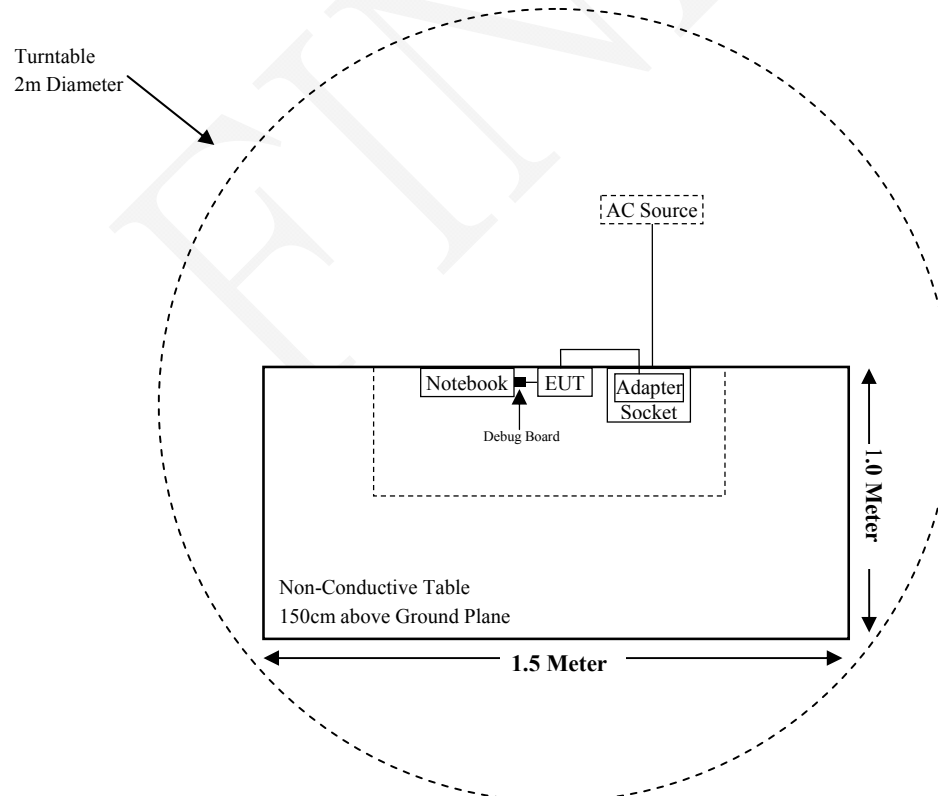 Turntable
2m Diameter
AC Source
Notebook
EUT
Adapter
Socket
Debug Board
1.0 Meter
Non-Conductive Table
150cm above Ground Plane
1.5 Meter